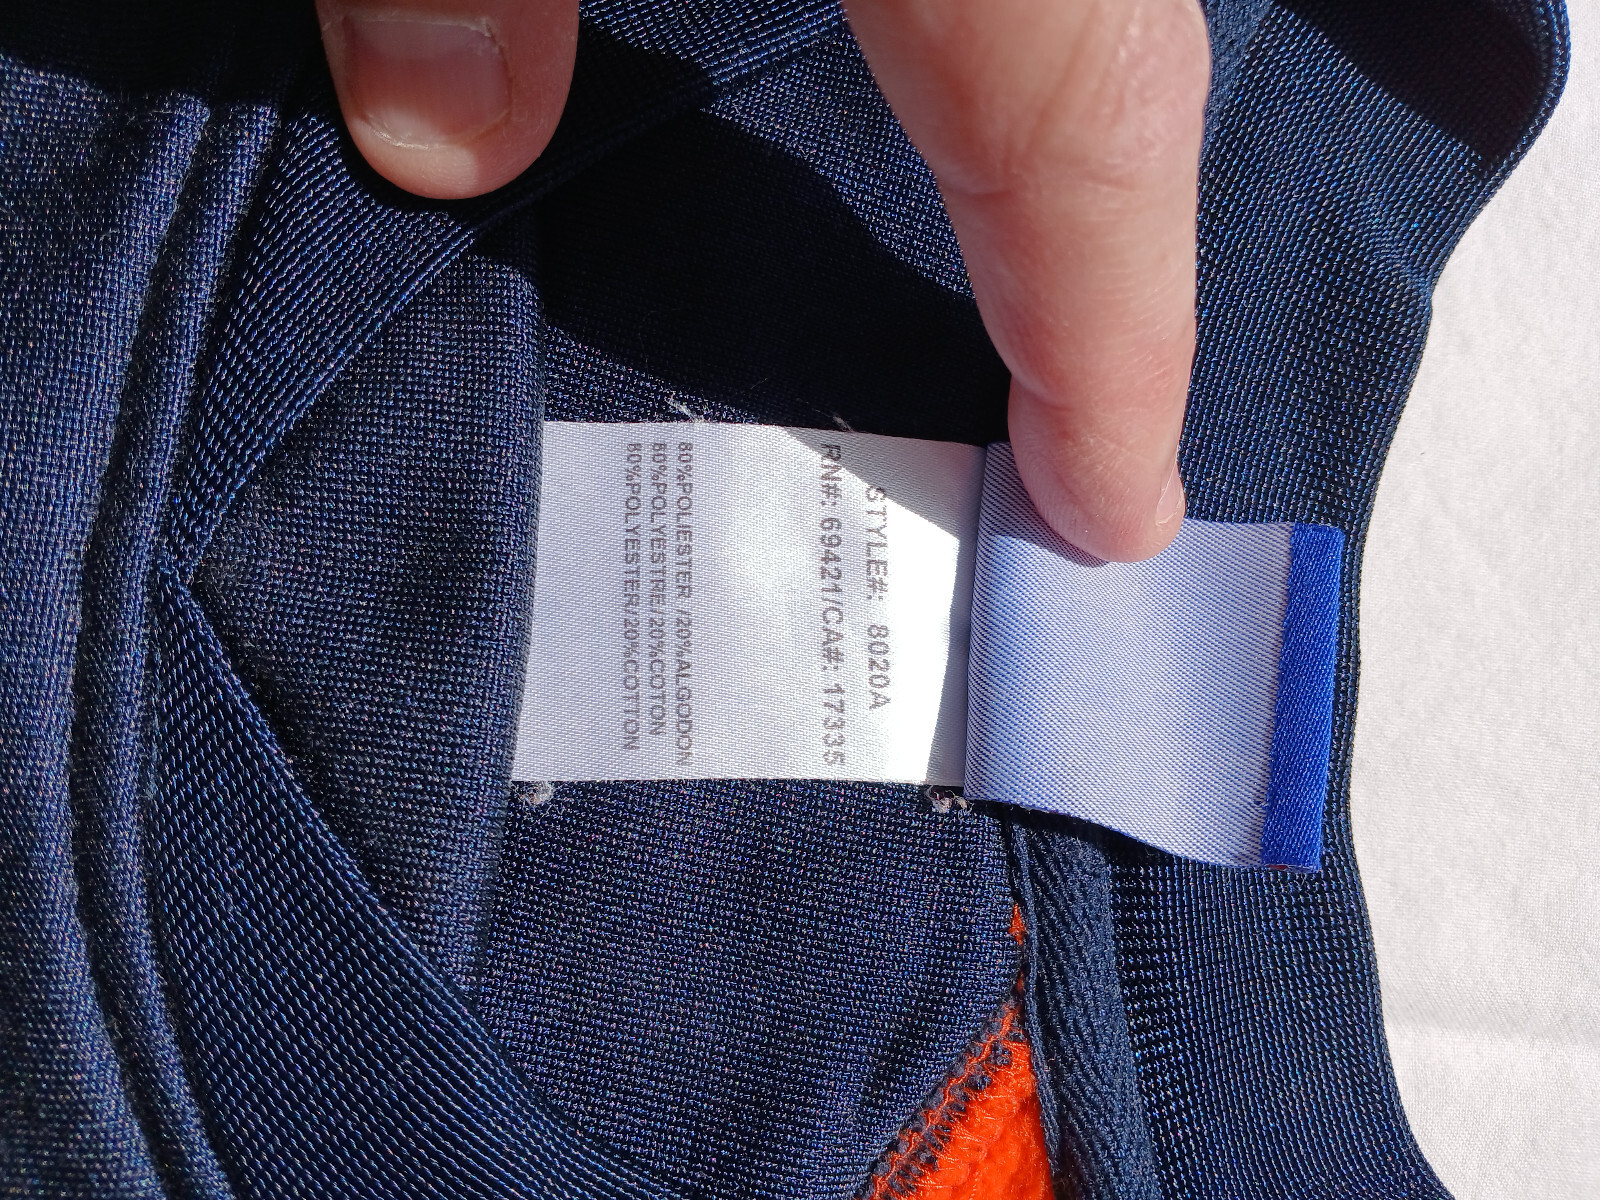 STYLE#: 8020A
RN#: 69421/CA#: 17335
80%POLIESTER /20%ALGODON
80%POLYESTRE/20%COTON
80%POLYESTER/20%COTTON